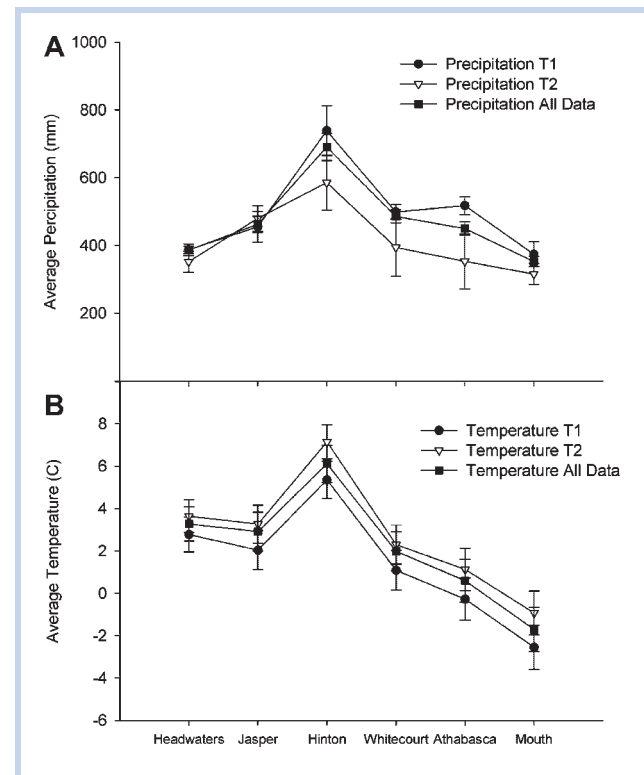 A
1000
800
600
400
200
Average Percipitation (mm)
Precipitation T1
Precipitation T2
Precipitation All Data
B
8
6
4
2
0
-2
-4
-6
Average Temperature (C)
Temperature T1
Temperature T2
Temperature All Data
Headwaters Jasper Hinton Whitecourt Athabasca Mouth